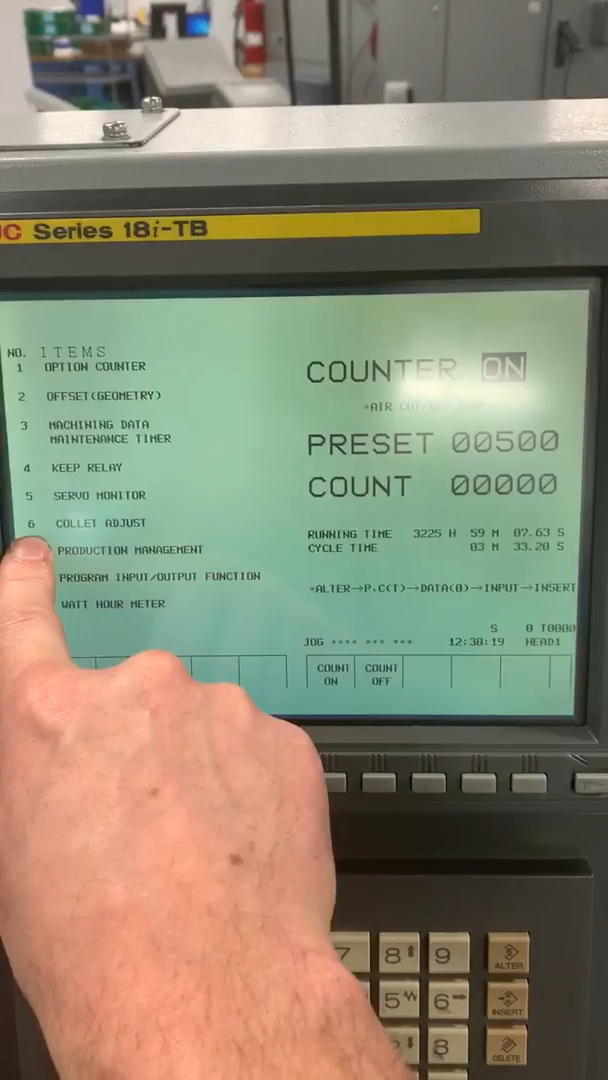 C Series 18i-TB
NO. ITEMS
1 OPTION COUNTER
2 OFFSET(GEOMETRY)
3 MACHINING DATA
MAINTENANCE TIMER
4 KEEP RELAY
5 SERVO MONITOR
6 COLLET ADJUST
PRODUCTION MANAGEMENT
PROGRAM INPUT/OUTPUT FUNCTION
WATT HOUR METER
COUNTER ON
*AIR CUT
PRESET 00500
COUNT 00000
RUNNING TIME 3225 H 59 M 07.63 S
CYCLE TIME 03 M 33.20 S
*ALTER→P.C(T)→DATA(0)→INPUT→INSERT
S 0 T0000
JOG **** *** *** 12:38:19 HEAD1
COUNT ON
COUNT OFF
7 8 9 ALTER
5 6 INSERT
DELETE